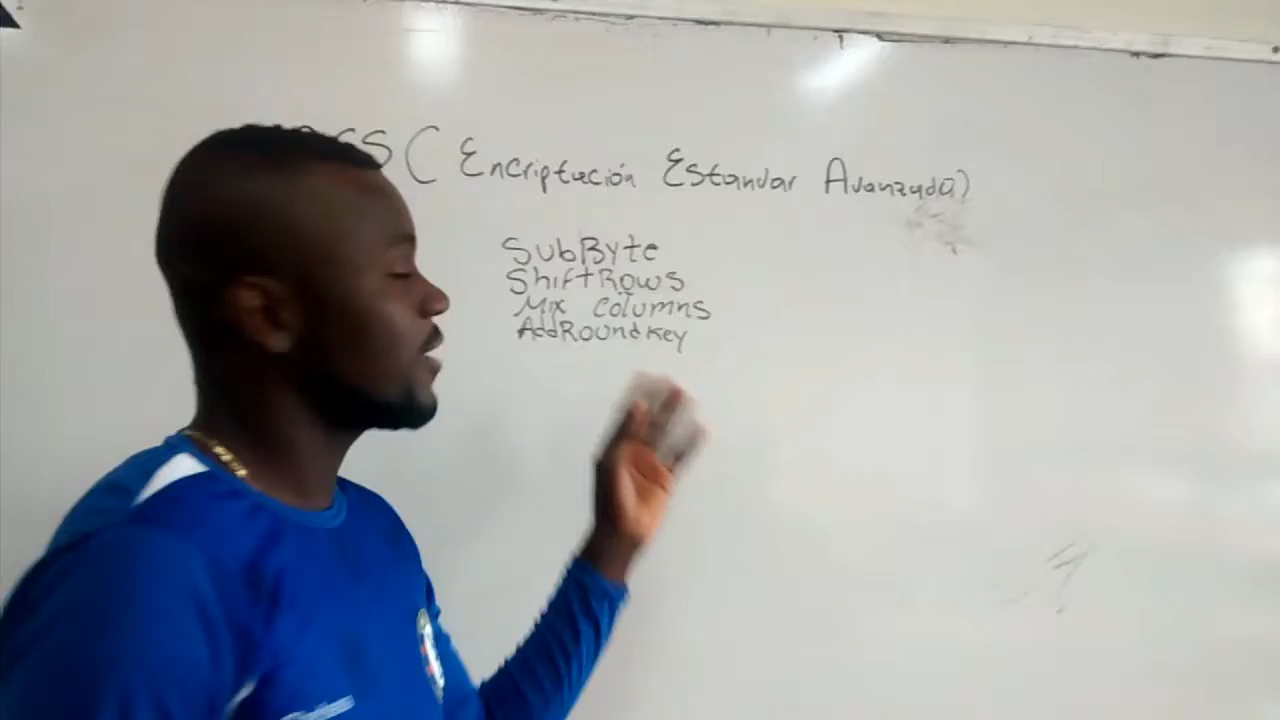 ( Encriptación Estandar Avanzada)
SubByte
ShiftRows
Mix Columns
AddRoundKey